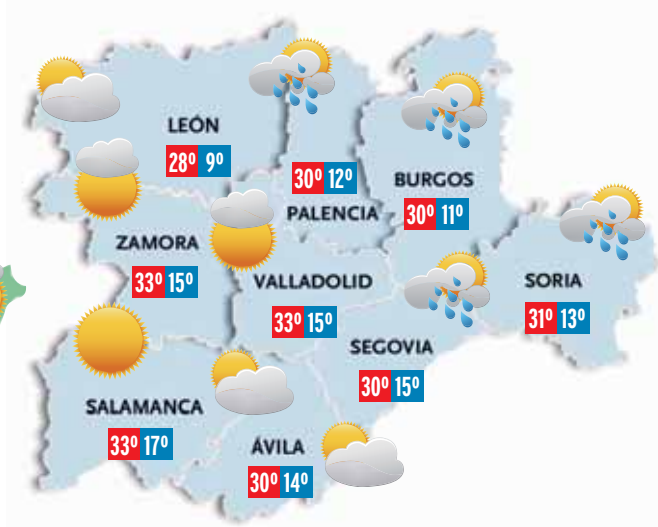 LEÓN
28º 9º
30º 12º
PALENCIA
BURGOS
30º 11º
ZAMORA
33º 15º
VALLADOLID
33º 15º
SORIA
31º 13º
SEGOVIA
30º 15º
SALAMANCA
33º 17º
ÁVILA
30º 14º